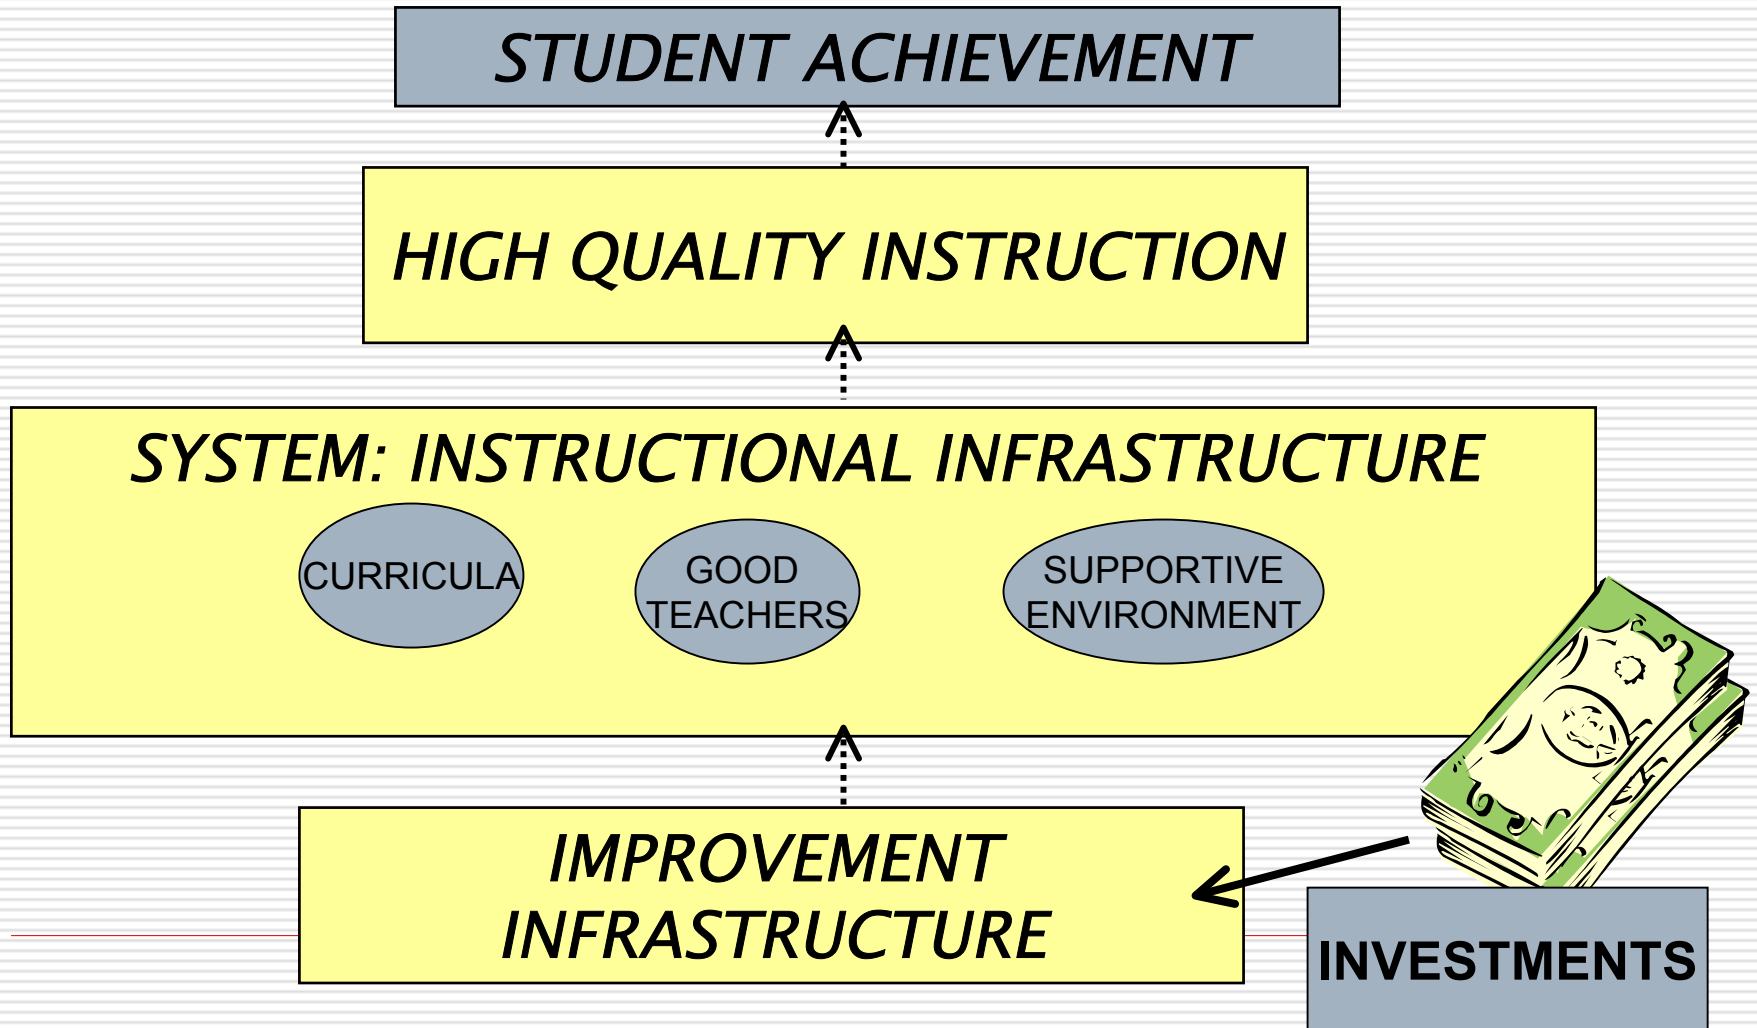 STUDENT ACHIEVEMENT
HIGH QUALITY INSTRUCTION
SYSTEM: INSTRUCTIONAL INFRASTRUCTURE
CURRICULA
GOOD
TEACHERS
SUPPORTIVE
ENVIRONMENT
IMPROVEMENT
INFRASTRUCTURE
INVESTMENTS